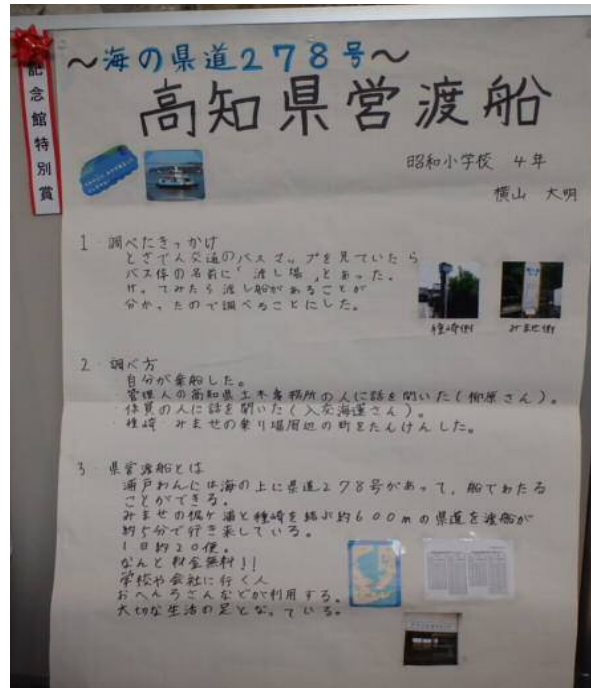 記念館特別賞
～海の県道278号～
高知県営渡船
昭和小学校 4年
横山 大明
1 調べたきっかけ
とさでん交通のバスマップを見ていたら
バス停の名前に「渡し場」とあった。
行ってみたら渡し船があることが
分かったので調べることにした。
種崎側 みませ側
2 調べ方
・自分が乗船した。
・管理人の高知県土木事務所の人に話を聞いた(柳原さん)。
・係員の人に話を聞いた(入交海運さん)。
・種崎 みませの乗り場周辺の町をたんけんした。
3 県営渡船とは
浦戸わんには海の上に県道278号があって、船でわたる
ことができる。
みませの梶ヶ浦と種崎を結ぶ約600mの県道を渡船が
約5分で行き来している。
1日約20便。
なんと料金無料!!
学校や会社に行く人
おへんろさんなどが利用する。
大切な生活の足となっている。